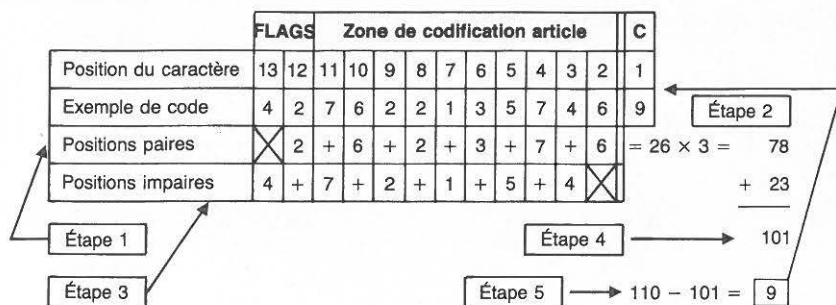 FLAGS Zone de codification article C
Position du caractère 13 12 11 10 9 8 7 6 5 4 3 2 1
Exemple de code 4 2 7 6 2 2 1 3 5 7 4 6 9
Étape 2
Positions paires 2 + 6 + 2 + 3 + 7 + 6 = 26 × 3 = 78
Positions impaires 4 + 7 + 2 + 1 + 5 + 4 + 23
Étape 1 Étape 4 101
Étape 3 Étape 5 110 – 101 = 9